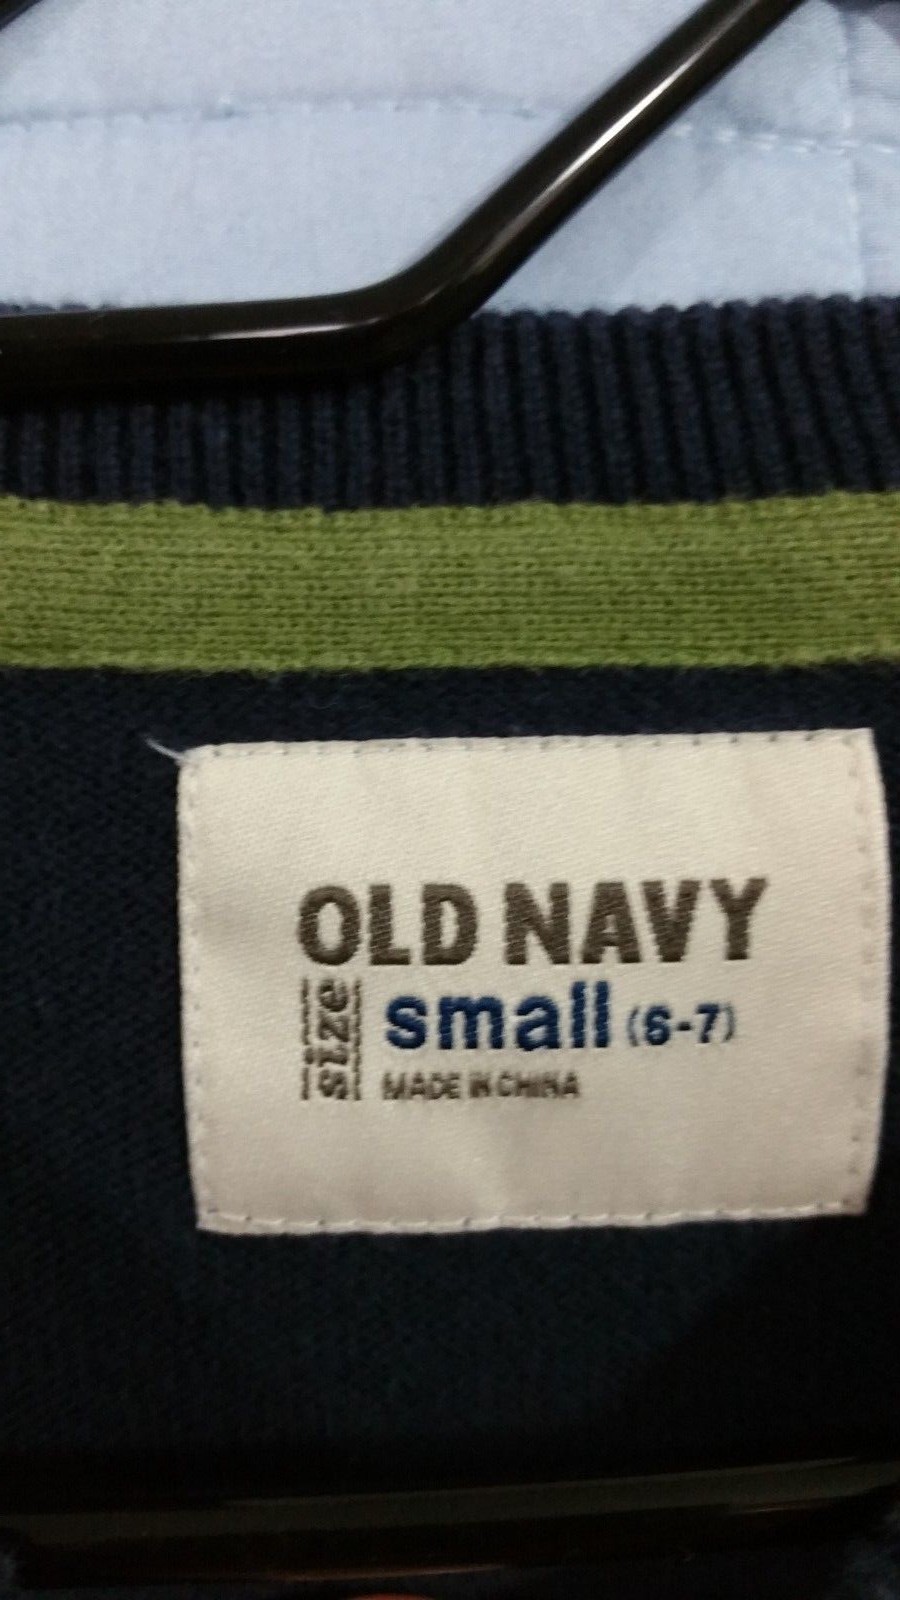 OLD NAVY
size small (6-7)
MADE IN CHINA